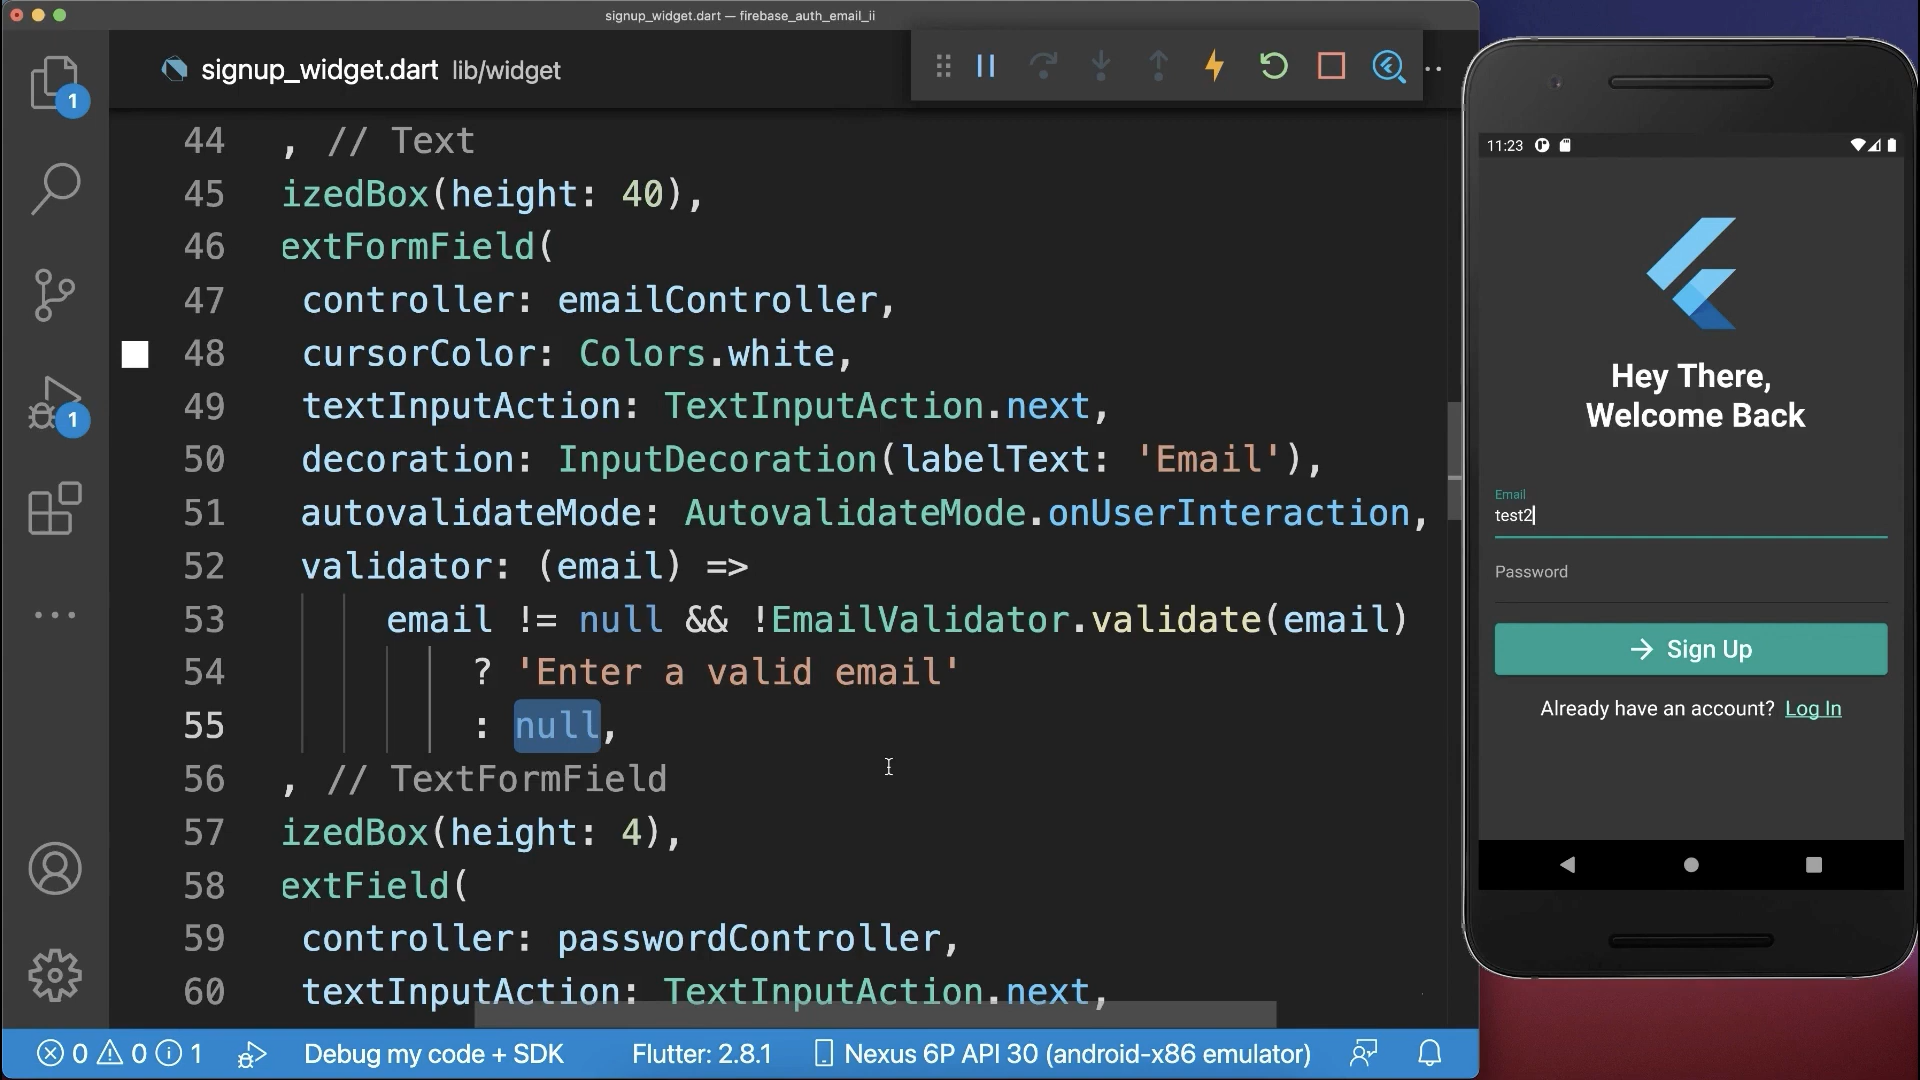 signup_widget.dart — firebase_auth_email_ii
signup_widget.dart lib/widget
1
1
44 , // Text
45 izedBox(height: 40),
46 extFormField(
47 controller: emailController,
48 cursorColor: Colors.white,
49 textInputAction: TextInputAction.next,
50 decoration: InputDecoration(labelText: 'Email'),
51 autovalidateMode: AutovalidateMode.onUserInteraction,
52 validator: (email) =>
53 email != null && !EmailValidator.validate(email)
54 ? 'Enter a valid email'
55 : null,
56 , // TextFormField
57 izedBox(height: 4),
58 extField(
59 controller: passwordController,
60 textInputAction: TextInputAction.next,
0 0 1 Debug my code + SDK Flutter: 2.8.1 Nexus 6P API 30 (android-x86 emulator)
11:23
Hey There,
Welcome Back
Email
test2
Password
Sign Up
Already have an account? Log In